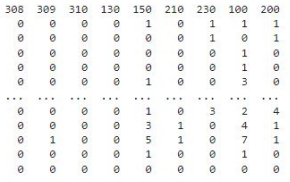 308 309 310 130 150 210 230 100 200
0 0 0 0 1 0 1 1 1
0 0 0 0 0 0 1 0 1
0 0 0 0 0 0 0 1 0
0 0 0 0 0 0 0 1 0
0 0 0 0 1 0 0 3 0
... ... ... ... ... ... ... ... ...
0 0 0 0 1 0 3 2 4
0 0 0 0 3 1 0 4 1
0 1 0 0 5 1 0 7 1
0 0 0 0 1 0 0 1 0
0 0 0 0 0 0 0 0 0